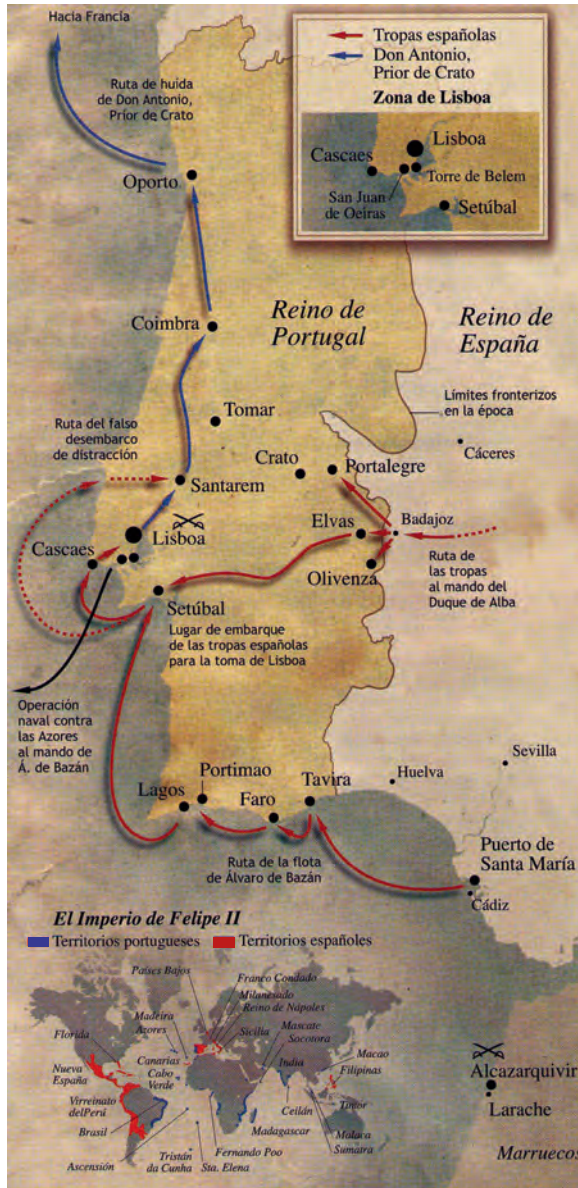 Hacia Francia
Ruta de huida
de Don Antonio,
Príor de Crato
Tropas españolas
Don Antonio,
Prior de Crato
Zona de Lisboa
Lisboa
Cascaes
Torre de Belem
San Juan
de Oeiras
Setúbal
Oporto
Reino de
Portugal
Reino de
España
Coimbra
Límites fronterizos
en la época
Tomar
Ruta del falso
desembarco
de distracción
Crato
Portalegre
Cáceres
Santarem
Elvas
Badajoz
Lisboa
Cascaes
Olivenza
Ruta de
las tropas
al mando del
Duque de Alba
Setúbal
Lugar de embarque
de las tropas españolas
para la toma de Lisboa
Operación
naval contra
las Azores
al mando de
Á. de Bazán
Sevilla
Huelva
Portimao
Lagos
Faro
Tavira
Ruta de la flota
de Álvaro de Bazán
Puerto de
Santa María
Cádiz
El Imperio de Felipe II
Territorios portugueses
Territorios españoles
Países Bajos
Franco Condado
Milanesado
Reino de Nápoles
Madeira
Azores
Sicilia
Mascate
Socotora
Florida
Canarias
Cabo
Verde
India
Macao
Filipinas
Nueva
España
Virreinato
delPerú
Brasil
Ceilán
Timor
Madagascar
Malaca
Sumatra
Ascensión
Tristán
da Cunha
Fernando Poo
Sta. Elena
Alcazarquivir
Larache
Marruecos